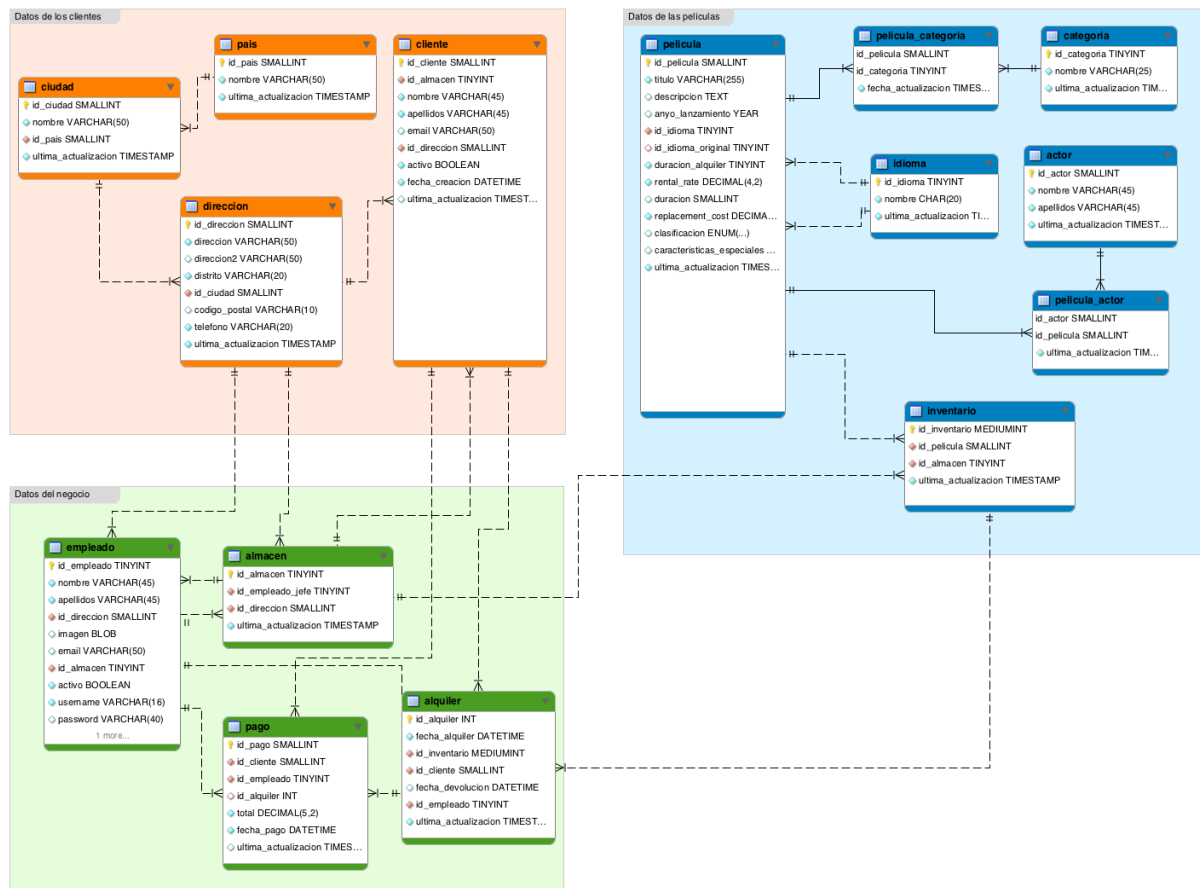 Datos de los clientes
pais
id_pais SMALLINT
nombre VARCHAR(50)
ultima_actualizacion TIMESTAMP
cliente
id_cliente SMALLINT
id_almacen TINYINT
nombre VARCHAR(45)
apellidos VARCHAR(45)
email VARCHAR(50)
id_direccion SMALLINT
activo BOOLEAN
fecha_creacion DATETIME
ultima_actualizacion TIMEST...
ciudad
id_ciudad SMALLINT
nombre VARCHAR(50)
id_pais SMALLINT
ultima_actualizacion TIMESTAMP
direccion
id_direccion SMALLINT
direccion VARCHAR(50)
direccion2 VARCHAR(50)
distrito VARCHAR(20)
id_ciudad SMALLINT
codigo_postal VARCHAR(10)
telefono VARCHAR(20)
ultima_actualizacion TIMESTAMP
Datos de las películas
pelicula
id_pelicula SMALLINT
titulo VARCHAR(255)
descripcion TEXT
anyo_lanzamiento YEAR
id_idioma TINYINT
id_idioma_original TINYINT
duracion_alquiler TINYINT
rental_rate DECIMAL(4,2)
duracion SMALLINT
replacement_cost DECIMA...
clasificacion ENUM(...)
caracteristicas_especiales ...
ultima_actualizacion TIMES...
pelicula_categoria
id_pelicula SMALLINT
id_categoria TINYINT
fecha_actualizacion TIMES...
categoria
id_categoria TINYINT
nombre VARCHAR(25)
ultima_actualizacion TIM...
idioma
id_idioma TINYINT
nombre CHAR(20)
ultima_actualizacion TI...
actor
id_actor SMALLINT
nombre VARCHAR(45)
apellidos VARCHAR(45)
ultima_actualizacion TIMEST...
pelicula_actor
id_actor SMALLINT
id_pelicula SMALLINT
ultima_actualizacion TIM...
inventario
id_inventario MEDIUMINT
id_pelicula SMALLINT
id_almacen TINYINT
ultima_actualizacion TIMESTAMP
Datos del negocio
empleado
id_empleado TINYINT
nombre VARCHAR(45)
apellidos VARCHAR(45)
id_direccion SMALLINT
imagen BLOB
email VARCHAR(50)
id_almacen TINYINT
activo BOOLEAN
username VARCHAR(16)
password VARCHAR(40)
1 more...
almacen
id_almacen TINYINT
id_empleado_jefe TINYINT
id_direccion SMALLINT
ultima_actualizacion TIMESTAMP
pago
id_pago SMALLINT
id_cliente SMALLINT
id_empleado TINYINT
id_alquiler INT
total DECIMAL(5,2)
fecha_pago DATETIME
ultima_actualizacion TIMES...
alquiler
id_alquiler INT
fecha_alquiler DATETIME
id_inventario MEDIUMINT
id_cliente SMALLINT
fecha_devolucion DATETIME
id_empleado TINYINT
ultima_actualizacion TIMEST...